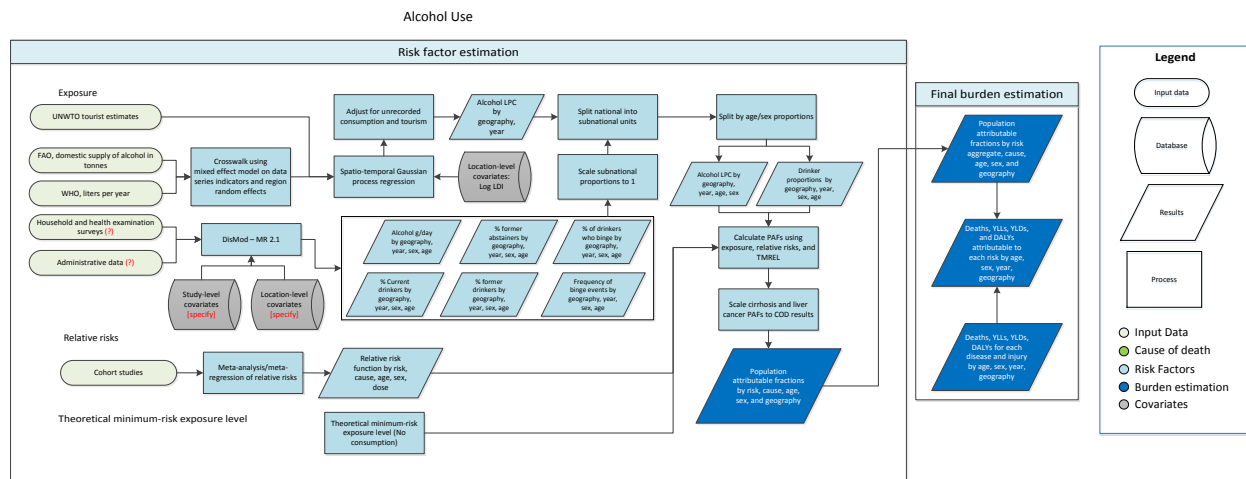 Alcohol Use
Risk factor estimation
Exposure
UNWTO tourist estimates
FAO, domestic supply of alcohol in
tonnes
WHO, liters per year
Household and health examination
surveys (?)
Administrative data (?)
Crosswalk using
mixed effect model on data
series indicators and region
random effects
DisMod – MR 2.1
Study-level
covariates
[specify]
Location-level
covariates
[specify]
Adjust for unrecorded
consumption and tourism
Spatio-temporal Gaussian
process regression
Alcohol LPC
by
geography,
year
Location-level
covariates:
Log LDI
Alcohol g/day
by geography,
year, sex, age
% former
abstainers by
geography,
year, sex, age
% of drinkers
who binge by
geography,
year, sex, age
% Current
drinkers by
geography,
year, sex, age
% former
drinkers by
geography,
year, sex, age
Frequency of
binge events by
geography, year,
sex, age
Split national into
subnational units
Scale subnational
proportions to 1
Split by age/sex proportions
Alcohol LPC by
geography,
year, age, sex
Drinker
proportions by
geography, year,
sex, age
Calculate PAFs using
exposure, relative risks, and
TMREL
Scale cirrhosis and liver
cancer PAFs to COD results
Population
attributable fractions
by risk, cause, age,
sex, and geography
Relative risks
Cohort studies
Meta-analysis/meta-
regression of relative risks
Relative risk
function by risk,
cause, age, sex,
dose
Theoretical minimum-risk exposure level
Theoretical minimum-risk
exposure level (No
consumption)
Final burden estimation
Population
attributable
fractions by risk
aggregate, cause,
age, sex, and
geography
Deaths, YLLs, YLDs,
and DALYs
attributable to
each risk by age,
sex, year,
geography
Deaths, YLLs, YLDs,
DALYs for each
disease and injury
by age, sex, year,
geography
Legend
Input data
Database
Results
Process
Input Data
Cause of death
Risk Factors
Burden estimation
Covariates